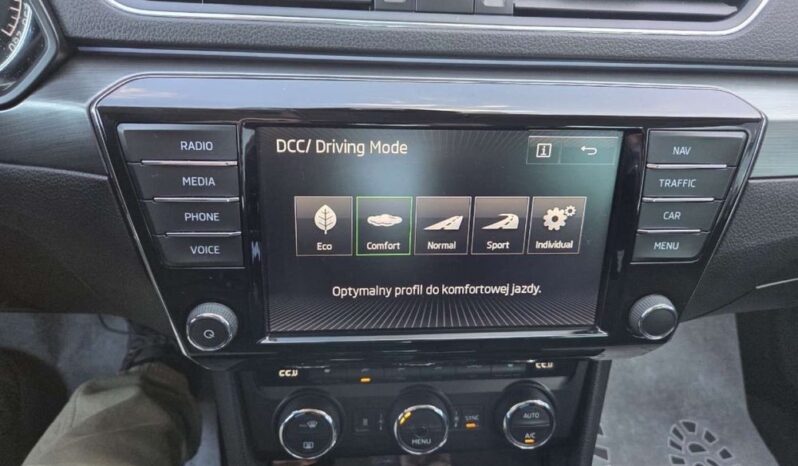 RADIO
MEDIA
PHONE
VOICE
DCC/ Driving Mode
i
Eco
Comfort
Normal
Sport
Individual
Optymalny profil do komfortowej jazdy.
NAV
TRAFFIC
CAR
MENU
MENU
SYNC
AUTO
A/C